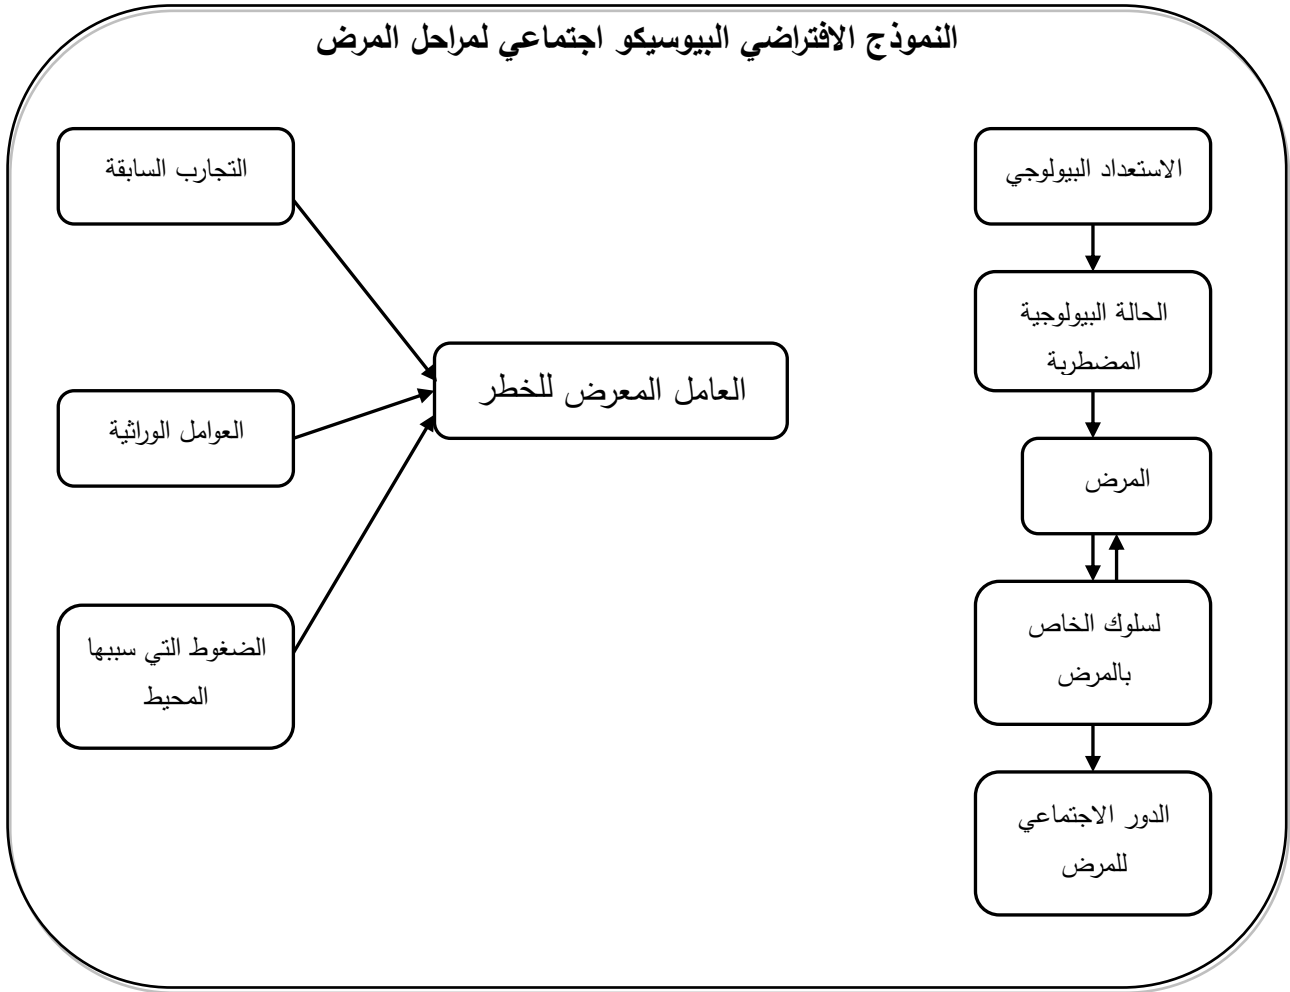 النموذج الافتراضي البيوسيكو اجتماعي لمراحل المرض
الاستعداد البيولوجي
الحالة البيولوجية
المضطربة
المرض
لسلوك الخاص
بالمرض
الدور الاجتماعي
للمرض
العامل المعرض للخطر
التجارب السابقة
العوامل الوراثية
الضغوط التي سببها
المحيط